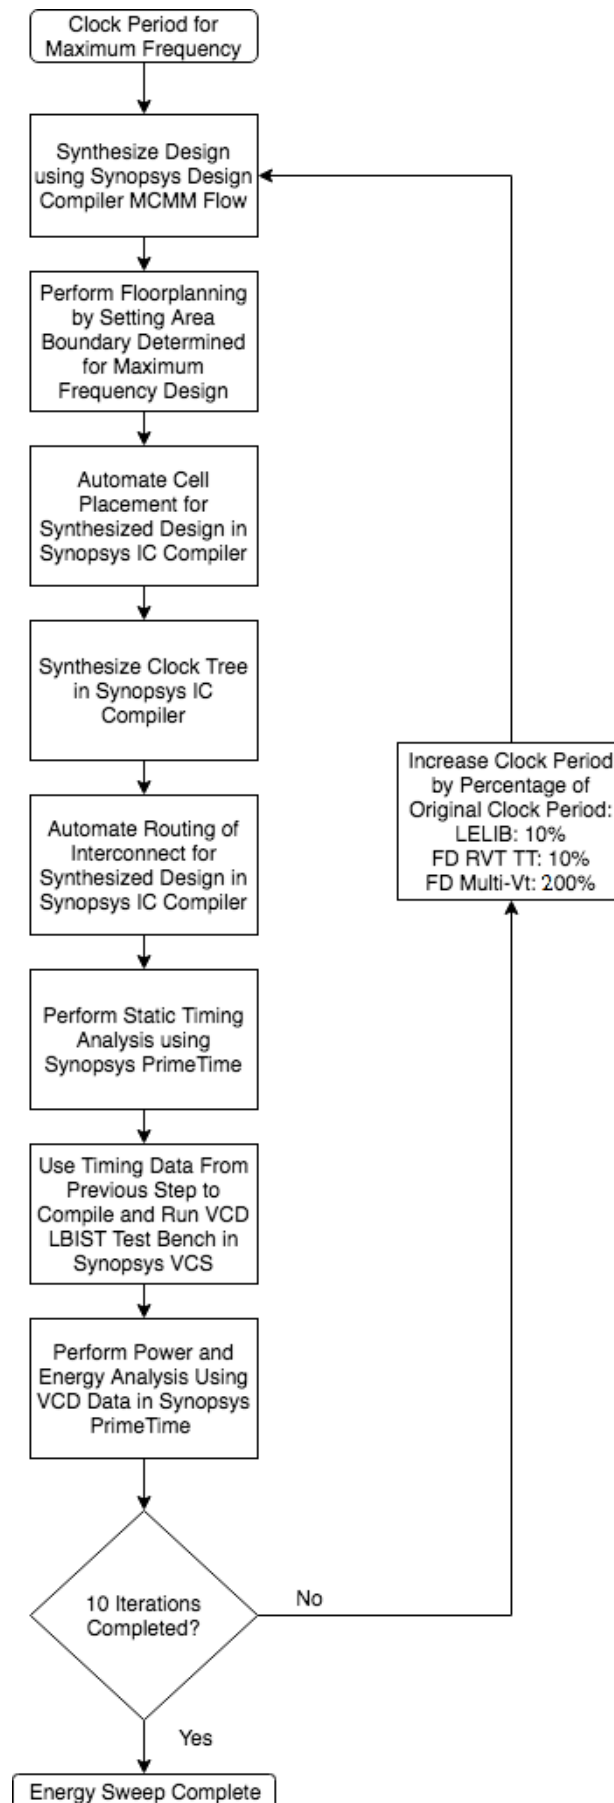 Clock Period for
Maximum Frequency
Synthesize Design
using Synopsys Design
Compiler MCMM Flow
Perform Floorplanning
by Setting Area
Boundary Determined
for Maximum
Frequency Design
Automate Cell
Placement for
Synthesized Design in
Synopsys IC Compiler
Synthesize Clock Tree
in Synopsys IC
Compiler
Increase Clock Period
by Percentage of
Original Clock Period:
LELIB: 10%
FD RVT TT: 10%
FD Multi-Vt: 200%
Automate Routing of
Interconnect for
Synthesized Design in
Synopsys IC Compiler
Perform Static Timing
Analysis using
Synopsys PrimeTime
Use Timing Data From
Previous Step to
Compile and Run VCD
LBIST Test Bench in
Synopsys VCS
Perform Power and
Energy Analysis Using
VCD Data in Synopsys
PrimeTime
10 Iterations
Completed?
No
Yes
Energy Sweep Complete